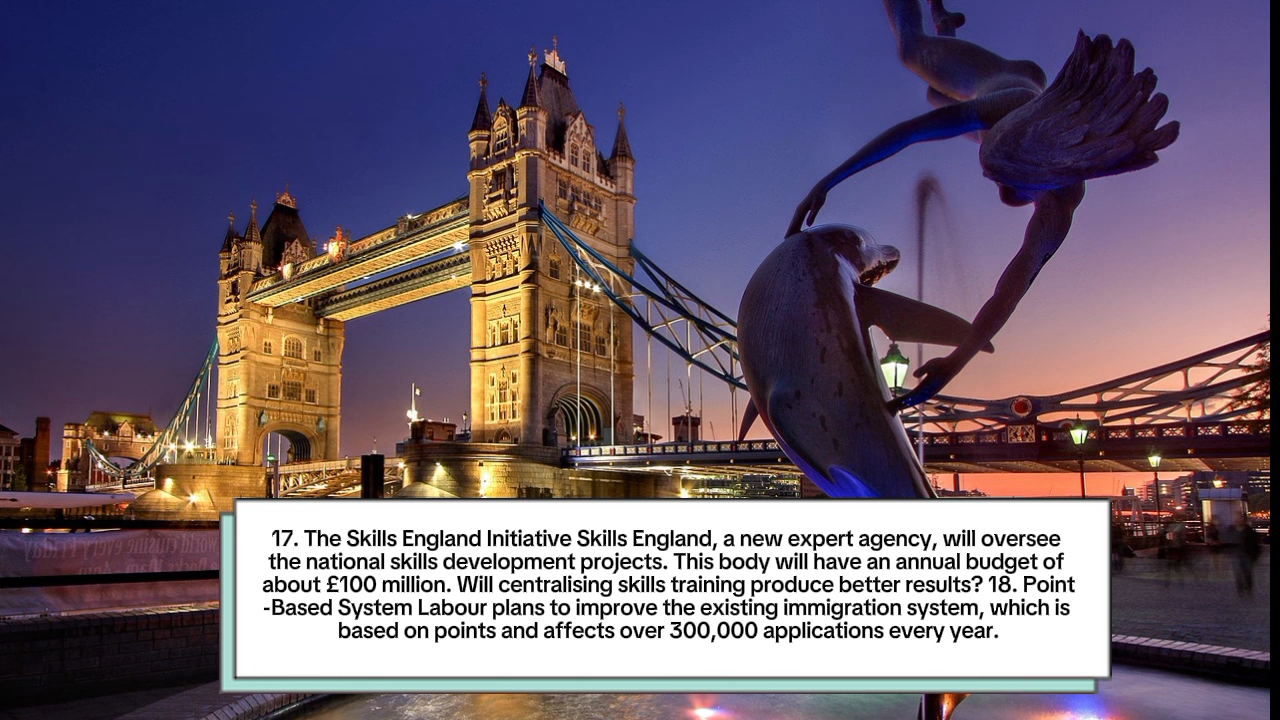 17. The Skills England Initiative Skills England, a new expert agency, will oversee
the national skills development projects. This body will have an annual budget of
about £100 million. Will centralising skills training produce better results? 18. Point
-Based System Labour plans to improve the existing immigration system, which is
based on points and affects over 300,000 applications every year.